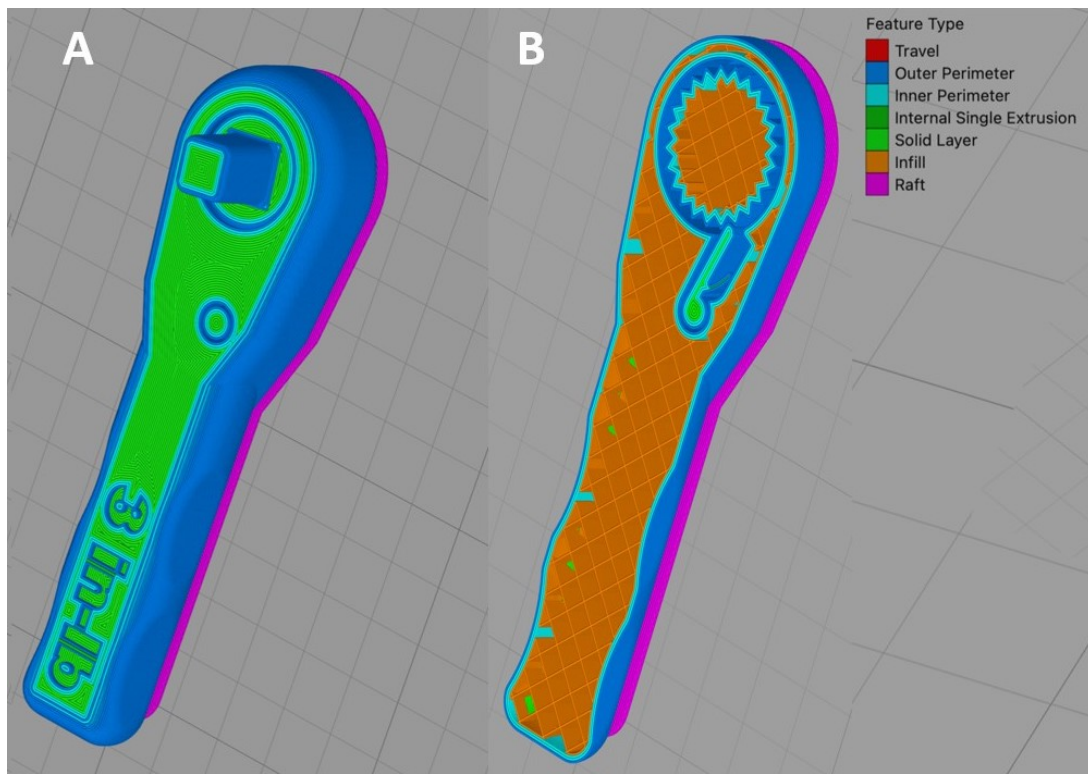 A
B
Feature Type
Travel
Outer Perimeter
Inner Perimeter
Internal Single Extrusion
Solid Layer
Infill
Raft
3 in-lb